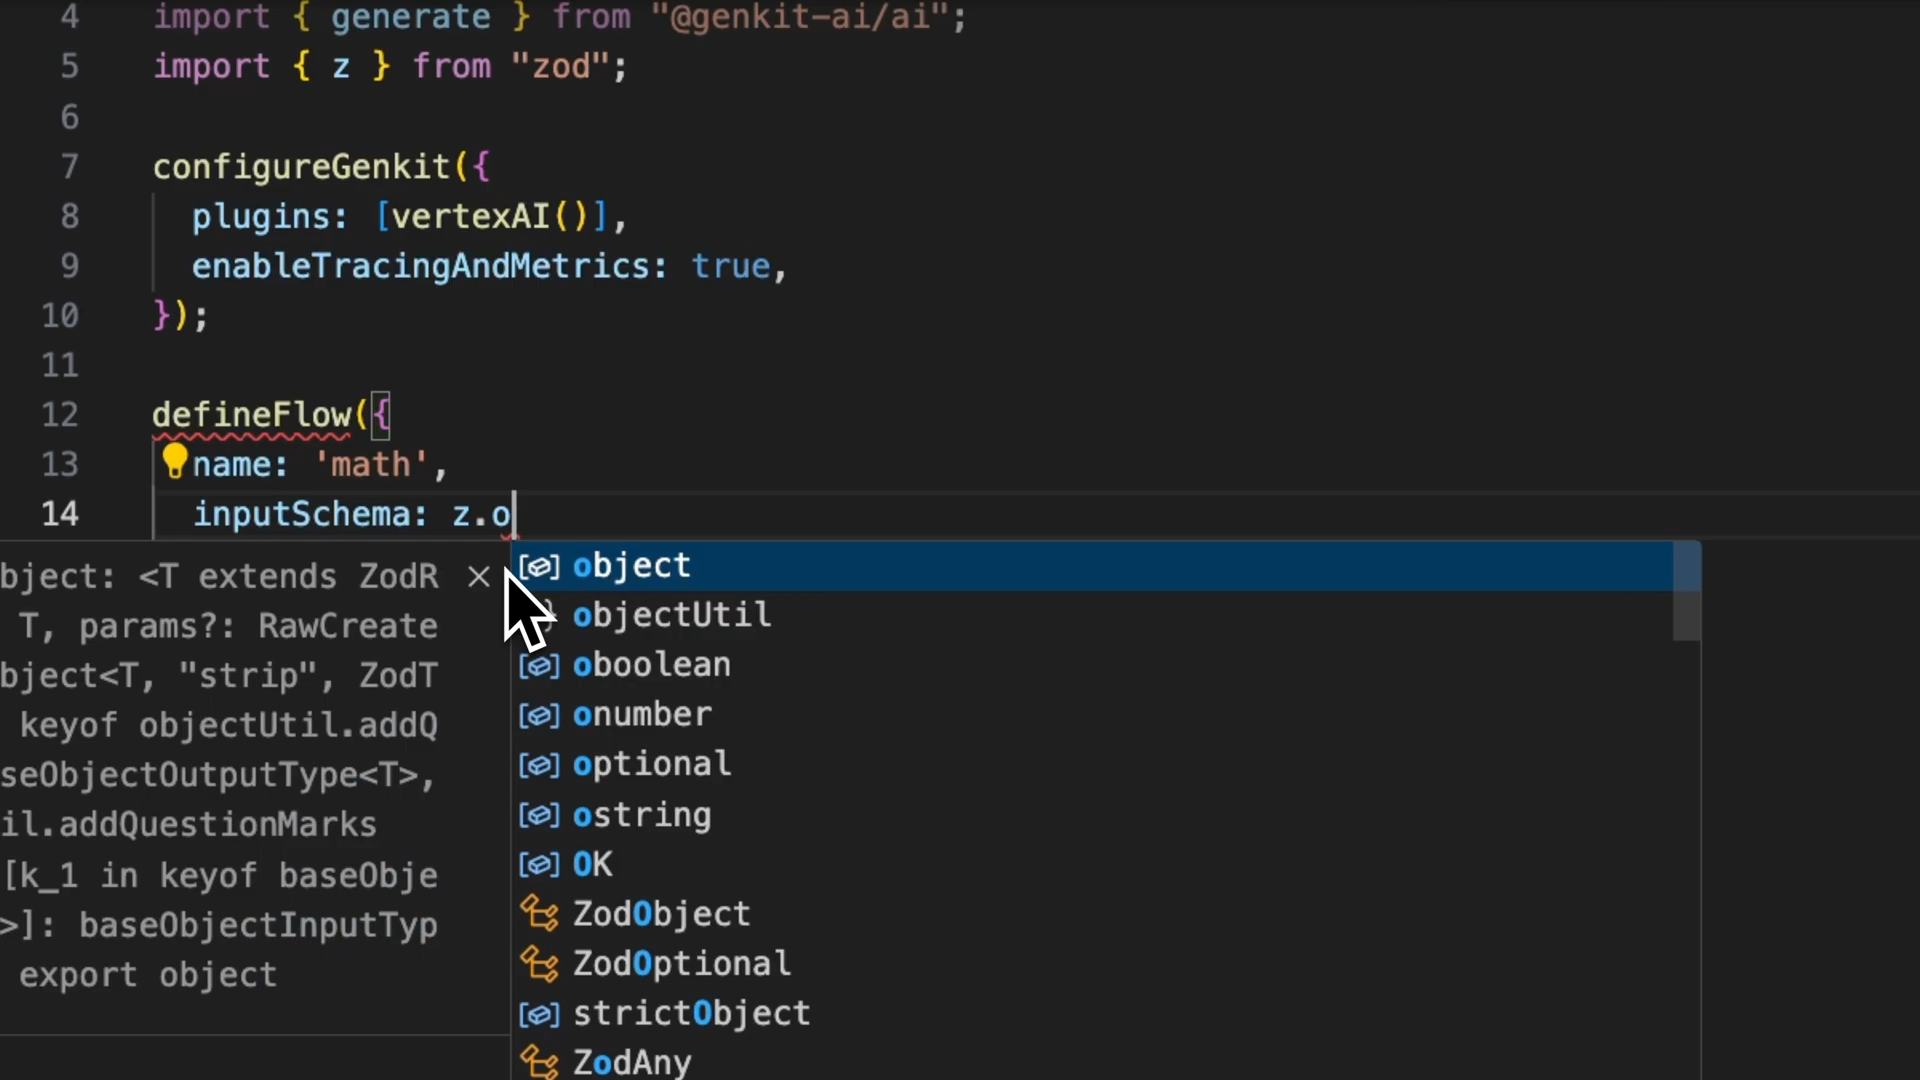 4 import { generate } from "@genkit-ai/ai";
5 import { z } from "zod";
6
7 configureGenkit({
8 plugins: [vertexAI()],
9 enableTracingAndMetrics: true,
10 });
11
12 defineFlow({
13 name: 'math',
14 inputSchema: z.o
bject: <T extends ZodR
T, params?: RawCreate
bject<T, "strip", ZodT
keyof objectUtil.addQ
seObjectOutputType<T>,
il.addQuestionMarks
[k_1 in keyof baseObje
>]: baseObjectInputTyp
export object
object
objectUtil
oboolean
onumber
optional
ostring
OK
ZodObject
ZodOptional
strictObject
ZodAny